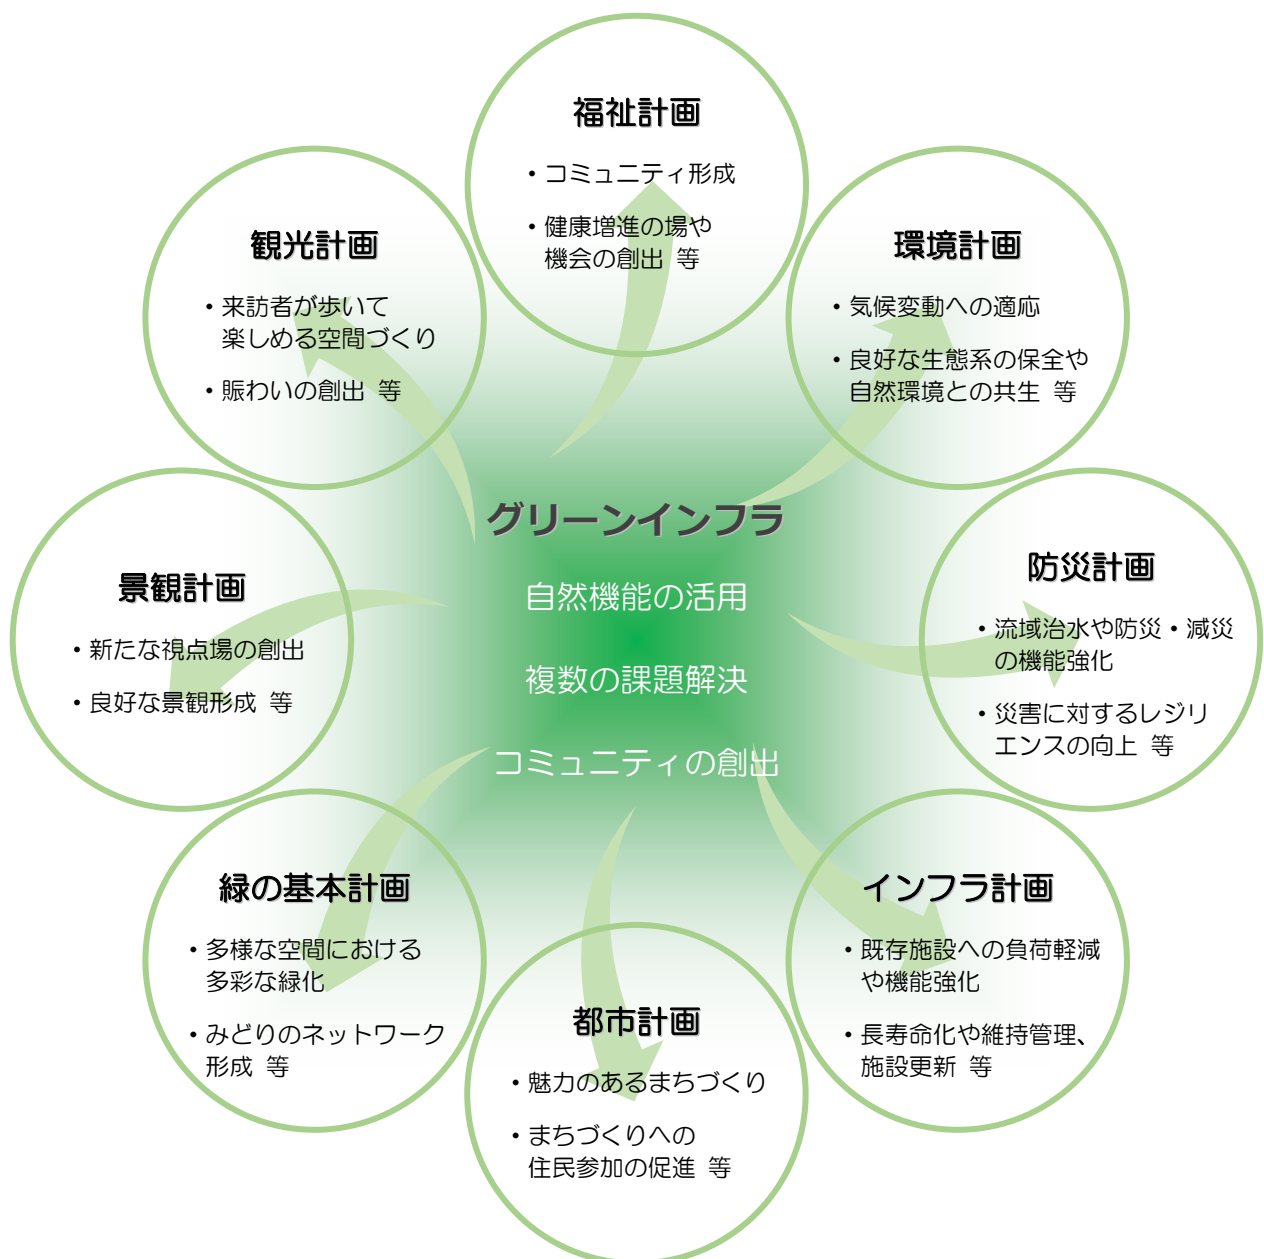 福祉計画
・コミュニティ形成
・健康増進の場や
機会の創出 等
観光計画
・来訪者が歩いて
楽しめる空間づくり
・賑わいの創出 等
環境計画
・気候変動への適応
・良好な生態系の保全や
自然環境との共生 等
グリーンインフラ
自然機能の活用
複数の課題解決
コミュニティの創出
景観計画
・新たな視点場の創出
・良好な景観形成 等
防災計画
・流域治水や防災・減災
の機能強化
・災害に対するレジリ
エンスの向上 等
緑の基本計画
・多様な空間における
多彩な緑化
・みどりのネットワーク
形成 等
都市計画
・魅力のあるまちづくり
・まちづくりへの
住民参加の促進 等
インフラ計画
・既存施設への負荷軽減
や機能強化
・長寿命化や維持管理、
施設更新 等